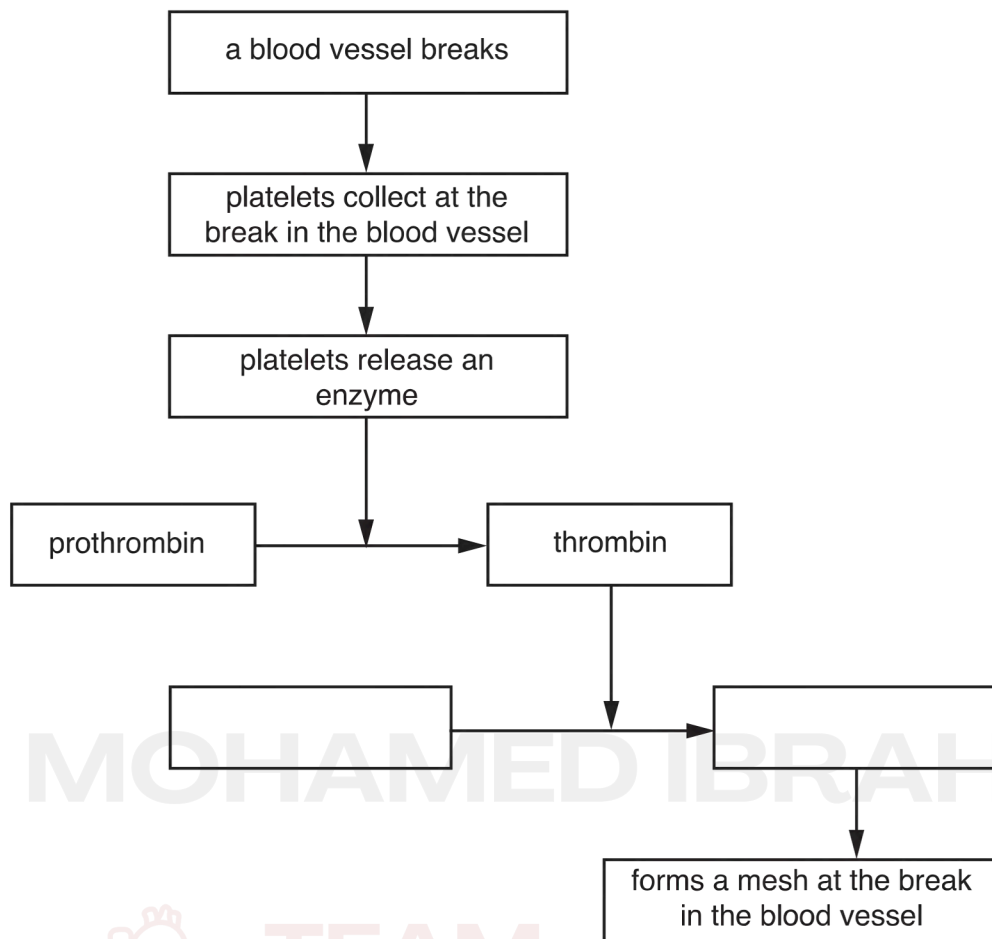 a blood vessel breaks
platelets collect at the
break in the blood vessel
platelets release an
enzyme
prothrombin
thrombin
MOHAMED IBRAH
forms a mesh at the break
in the blood vessel
TEAM